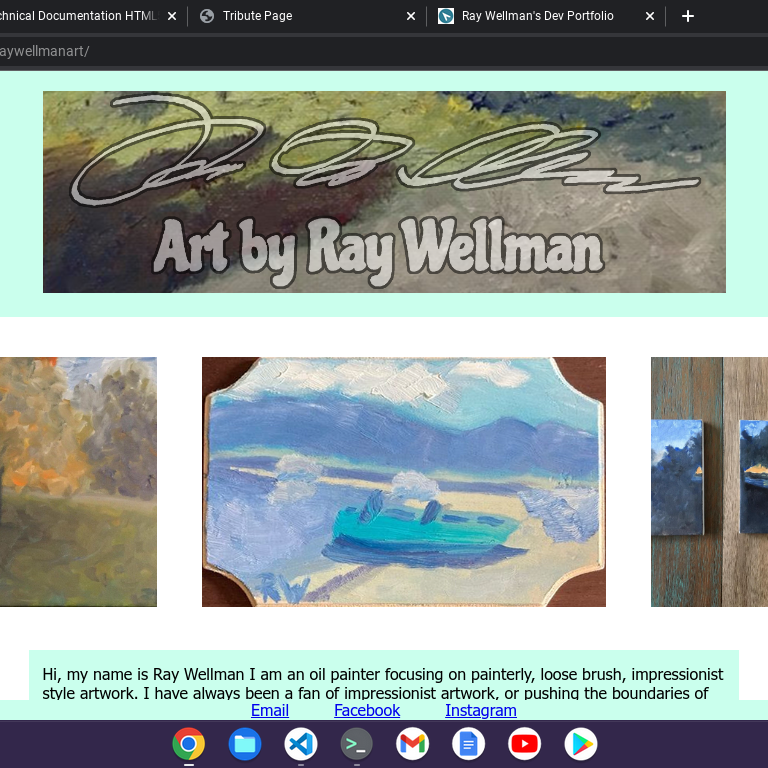 chnical Documentation HTML
Tribute Page
Ray Wellman's Dev Portfolio
aywellmanart/
Art by Ray Wellman
RW
Hi, my name is Ray Wellman I am an oil painter focusing on painterly, loose brush, impressionist
style artwork. I have always been a fan of impressionist artwork, or pushing the boundaries of
Email
Facebook
Instagram